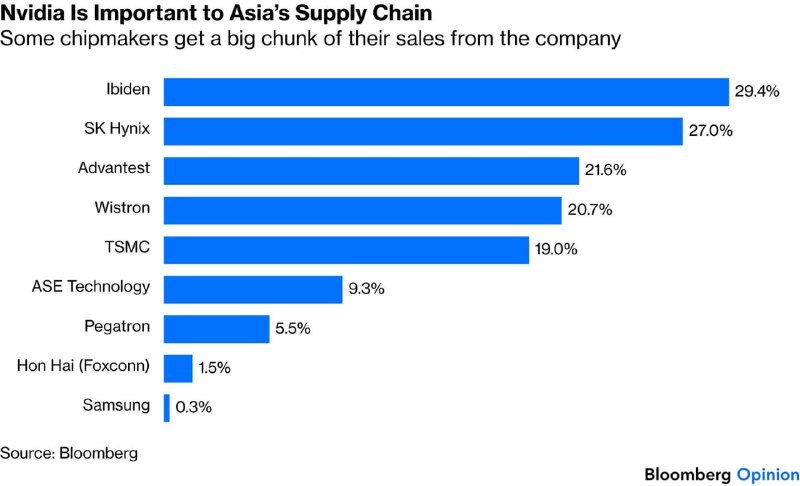 Nvidia Is Important to Asia's Supply Chain
Some chipmakers get a big chunk of their sales from the company
Ibiden 29.4%
SK Hynix 27.0%
Advantest 21.6%
Wistron 20.7%
TSMC 19.0%
ASE Technology 9.3%
Pegatron 5.5%
Hon Hai (Foxconn) 1.5%
Samsung 0.3%
Source: Bloomberg
Bloomberg Opinion